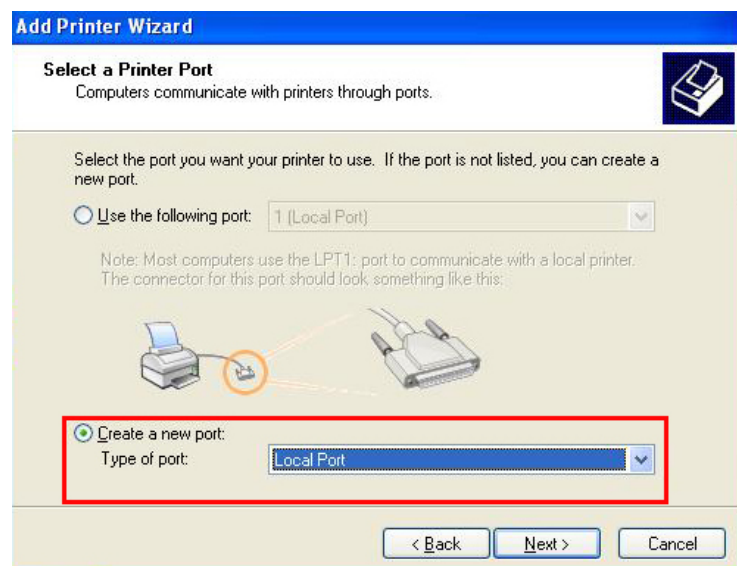 Add Printer Wizard
Select a Printer Port
Computers communicate with printers through ports.
Select the port you want your printer to use. If the port is not listed, you can create a
new port.
Use the following port: 1 (Local Port)
Note: Most computers use the LPT1: port to communicate with a local printer.
The connector for this port should look something like this:
Create a new port:
Type of port: Local Port
< Back Next > Cancel